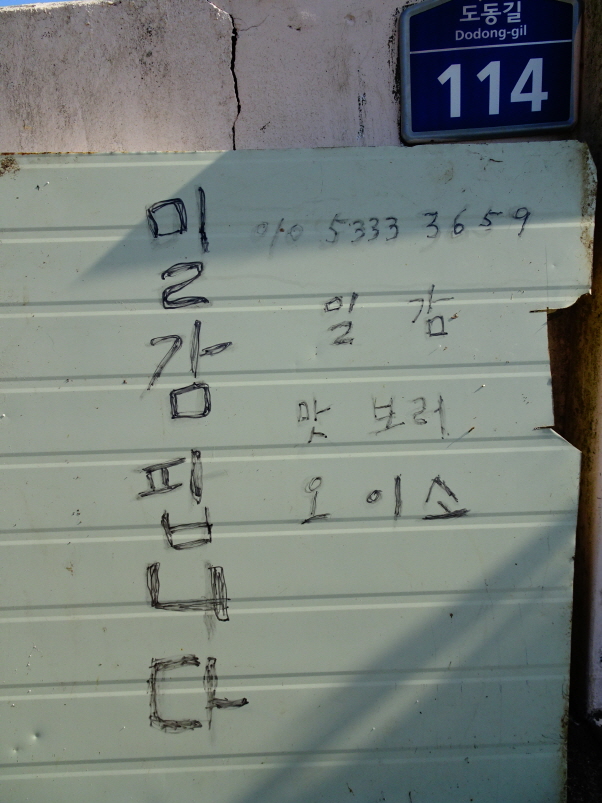 도동길
Dodong-gil
114
밀감핍니다
010 5333 3659
밀 감
맛 보러
오 이 소